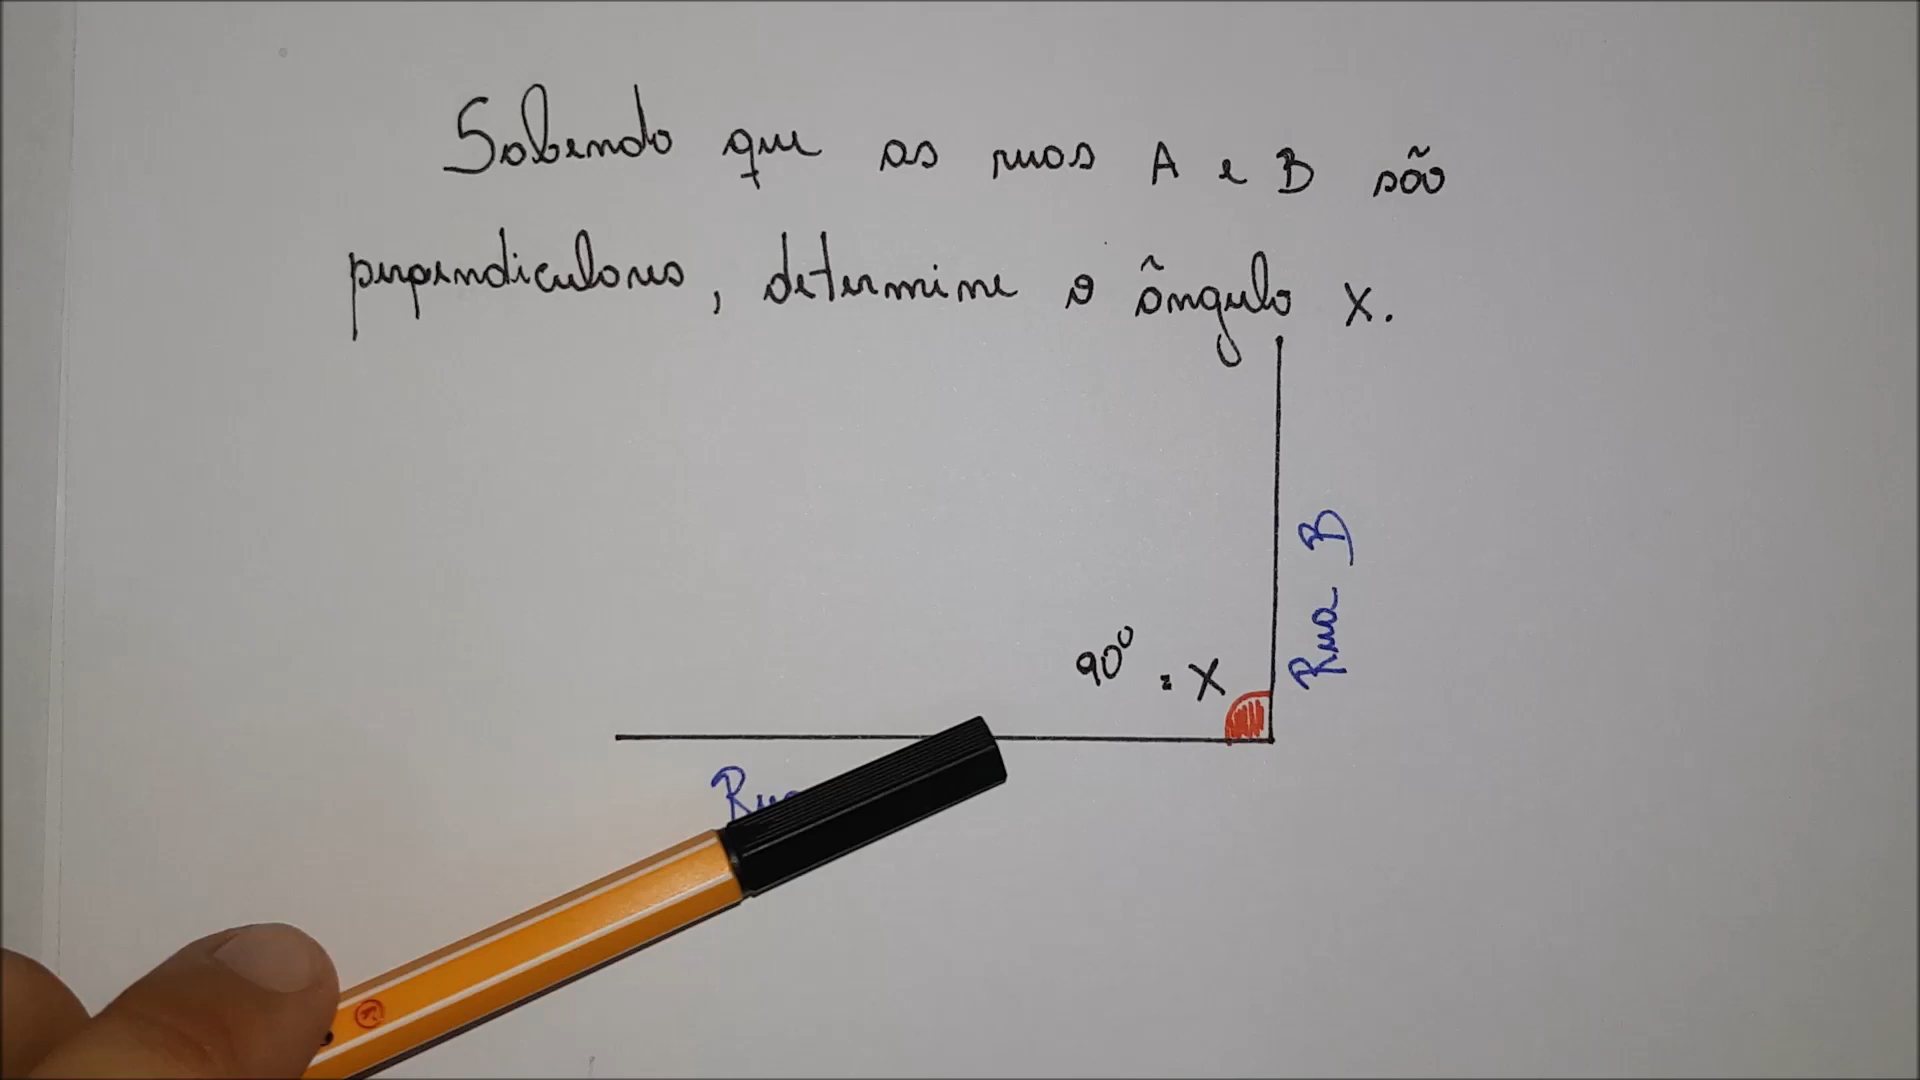 Sabendo que as ruas A e B são
perpendiculares, determine o ângulo x.
Rua B
90° = x